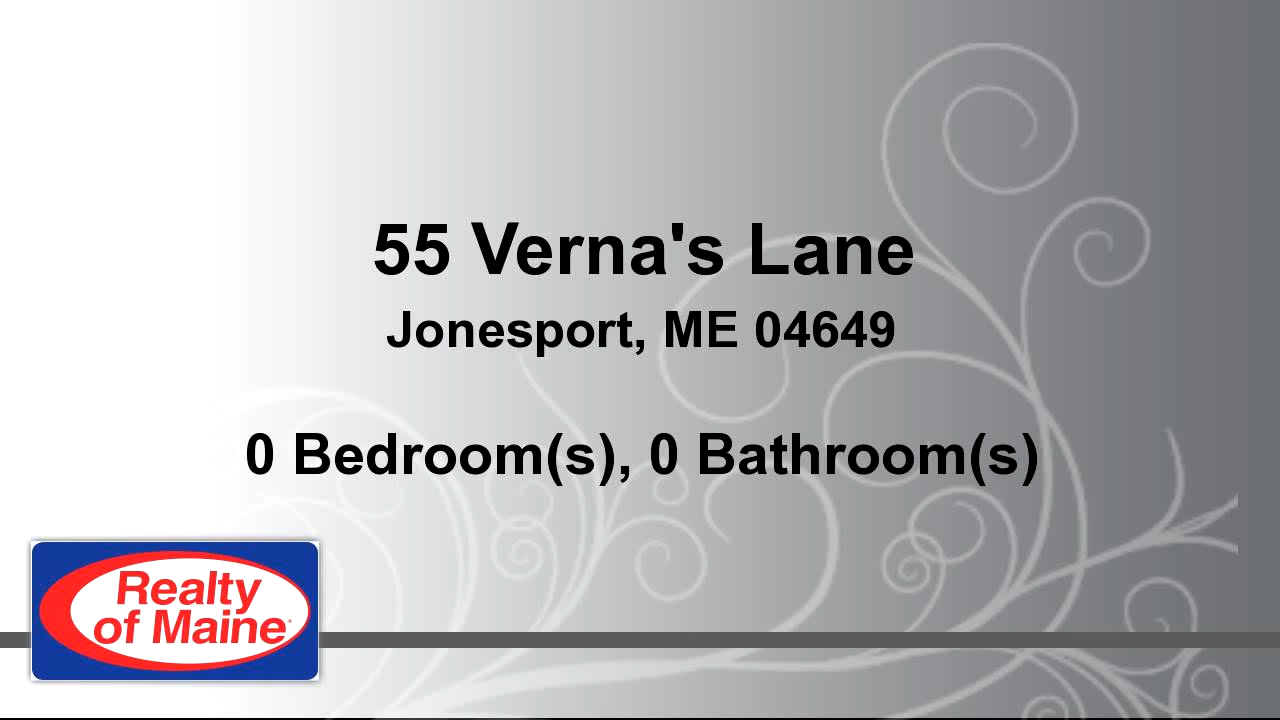 55 Verna's Lane
Jonesport, ME 04649
0 Bedroom(s), 0 Bathroom(s)
Realty
of Maine